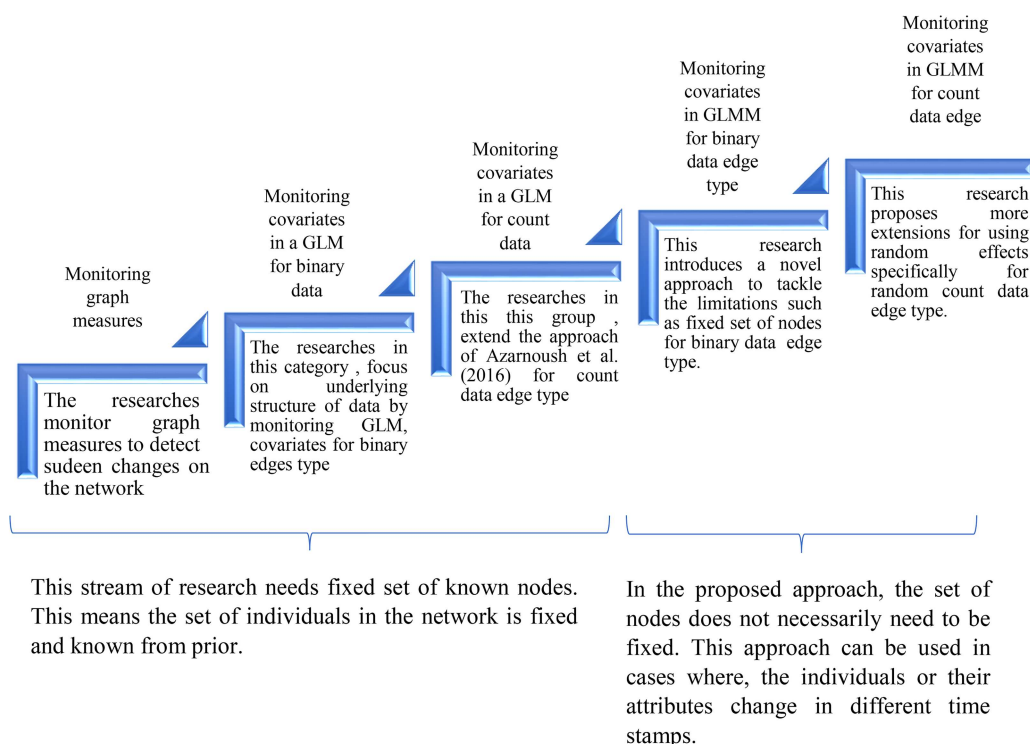 Monitoring
graph
measures
The researches
monitor graph
measures to detect
sudeen changes on
the network
Monitoring
covariates
in a GLM
for binary
data
The researches in
this category , focus
on underlying
structure of data by
monitoring GLM,
covariates for binary
edges type
Monitoring
covariates
in a GLM
for count
data
The researches in
this this group ,
extend the approach
of Azarnoush et al.
(2016) for count
data edge type
Monitoring
covariates
in GLMM
for binary
data edge
type
This research
introduces a novel
approach to tackle
the limitations such
as fixed set of nodes
for binary data edge
type.
Monitoring
covariates
in GLMM
for count
data edge
This research
proposes more
extensions for using
random effects
specifically for
random count data
edge type.
This stream of research needs fixed set of known nodes.
This means the set of individuals in the network is fixed
and known from prior.
In the proposed approach, the set of
nodes does not necessarily need to be
fixed. This approach can be used in
cases where, the individuals or their
attributes change in different time
stamps.